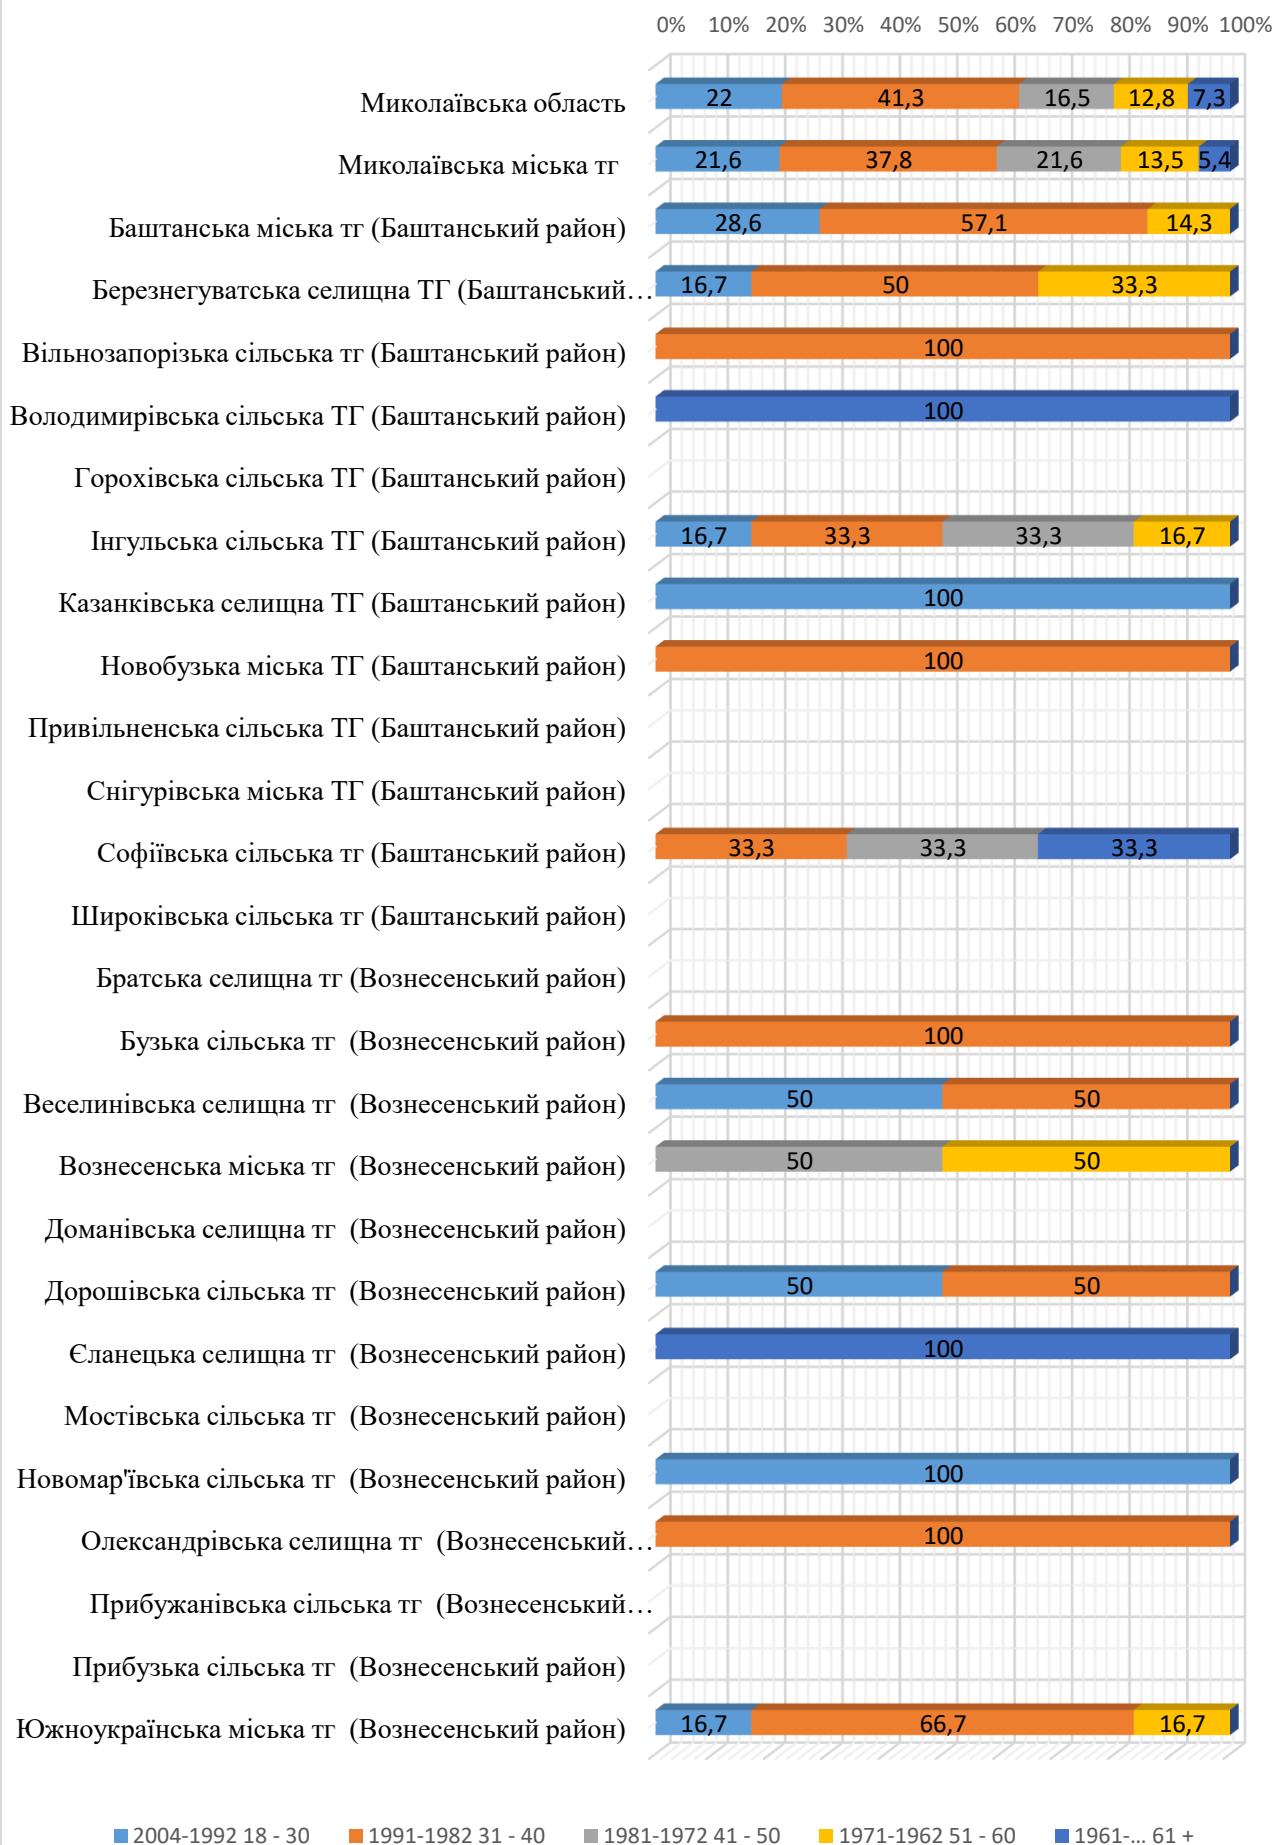 0% 10% 20% 30% 40% 50% 60% 70% 80% 90% 100%
Миколаївська область 22 41,3 16,5 12,8 7,3
Миколаївська міська тг 21,6 37,8 21,6 13,5 5,4
Баштанська міська тг (Баштанський район) 28,6 57,1 14,3
Березнегуватська селищна ТГ (Баштанський… 16,7 50 33,3
Вільнозапорізька сільська тг (Баштанський район) 100
Володимирівська сільська ТГ (Баштанський район) 100
Горохівська сільська ТГ (Баштанський район)
Інгульська сільська ТГ (Баштанський район) 16,7 33,3 33,3 16,7
Казанківська селищна ТГ (Баштанський район) 100
Новобузька міська ТГ (Баштанський район) 100
Привільненська сільська ТГ (Баштанський район)
Снігурівська міська ТГ (Баштанський район)
Софіївська сільська тг (Баштанський район) 33,3 33,3 33,3
Широківська сільська тг (Баштанський район)
Братська селищна тг (Вознесенський район)
Бузька сільська тг (Вознесенський район) 100
Веселинівська селищна тг (Вознесенський район) 50 50
Вознесенська міська тг (Вознесенський район) 50 50
Доманівська селищна тг (Вознесенський район)
Дорошівська сільська тг (Вознесенський район) 50 50
Єланецька селищна тг (Вознесенський район) 100
Мостівська сільська тг (Вознесенський район)
Новомар'ївська сільська тг (Вознесенський район) 100
Олександрівська селищна тг (Вознесенський… 100
Прибужанівська сільська тг (Вознесенський…
Прибузька сільська тг (Вознесенський район)
Южноукраїнська міська тг (Вознесенський район) 16,7 66,7 16,7
2004-1992 18 - 30 1991-1982 31 - 40 1981-1972 41 - 50 1971-1962 51 - 60 1961-... 61 +